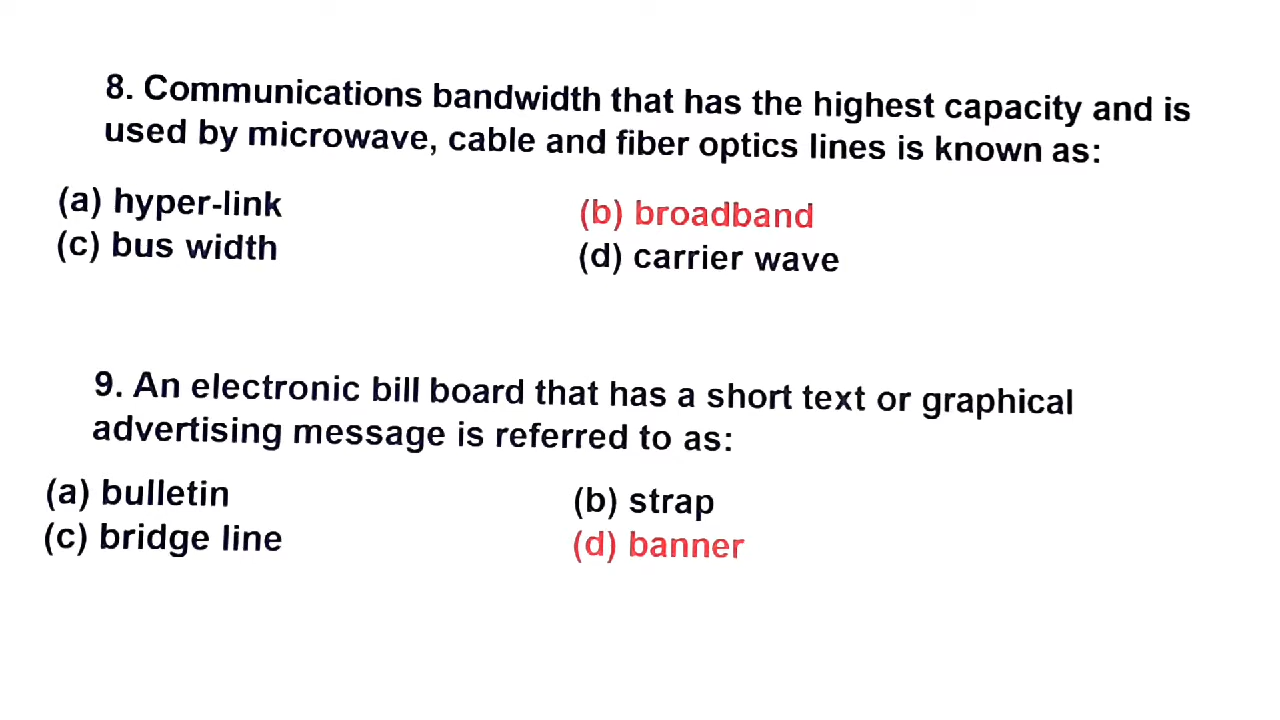 8. Communications bandwidth that has the highest capacity and is
used by microwave, cable and fiber optics lines is known as:
(a) hyper-link (b) broadband
(c) bus width (d) carrier wave
9. An electronic bill board that has a short text or graphical
advertising message is referred to as:
(a) bulletin (b) strap
(c) bridge line (d) banner